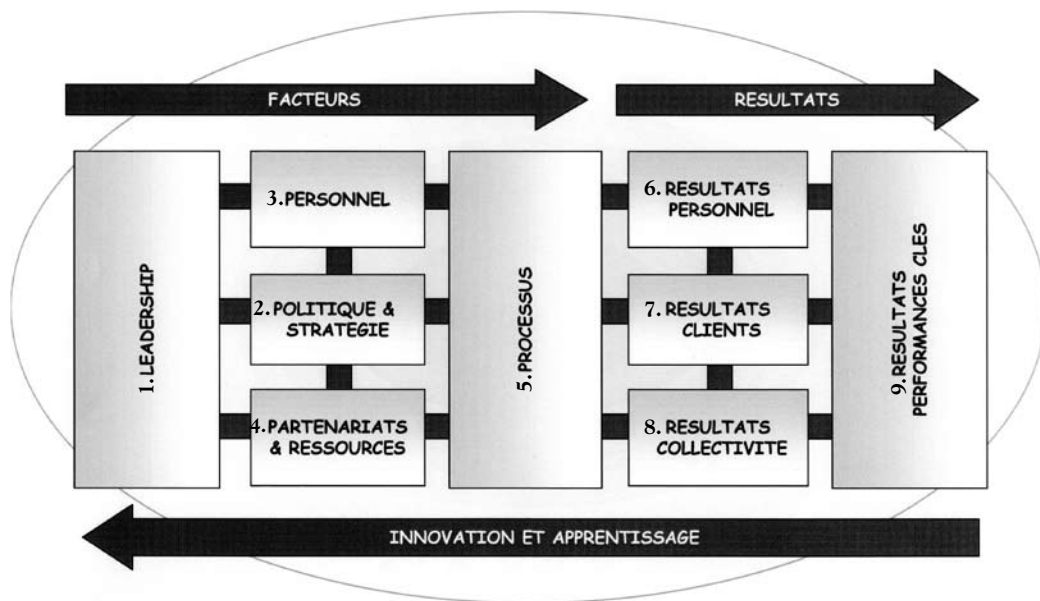 FACTEURS
RESULTATS
1.LEADERSHIP
3.PERSONNEL
2.POLITIQUE &
STRATEGIE
4.PARTENARIATS
& RESSOURCES
5.PROCESSUS
6.RESULTATS
PERSONNEL
7.RESULTATS
CLIENTS
8.RESULTATS
COLLECTIVITE
9.RESULTATS
PERFORMANCES CLES
INNOVATION ET APPRENTISSAGE